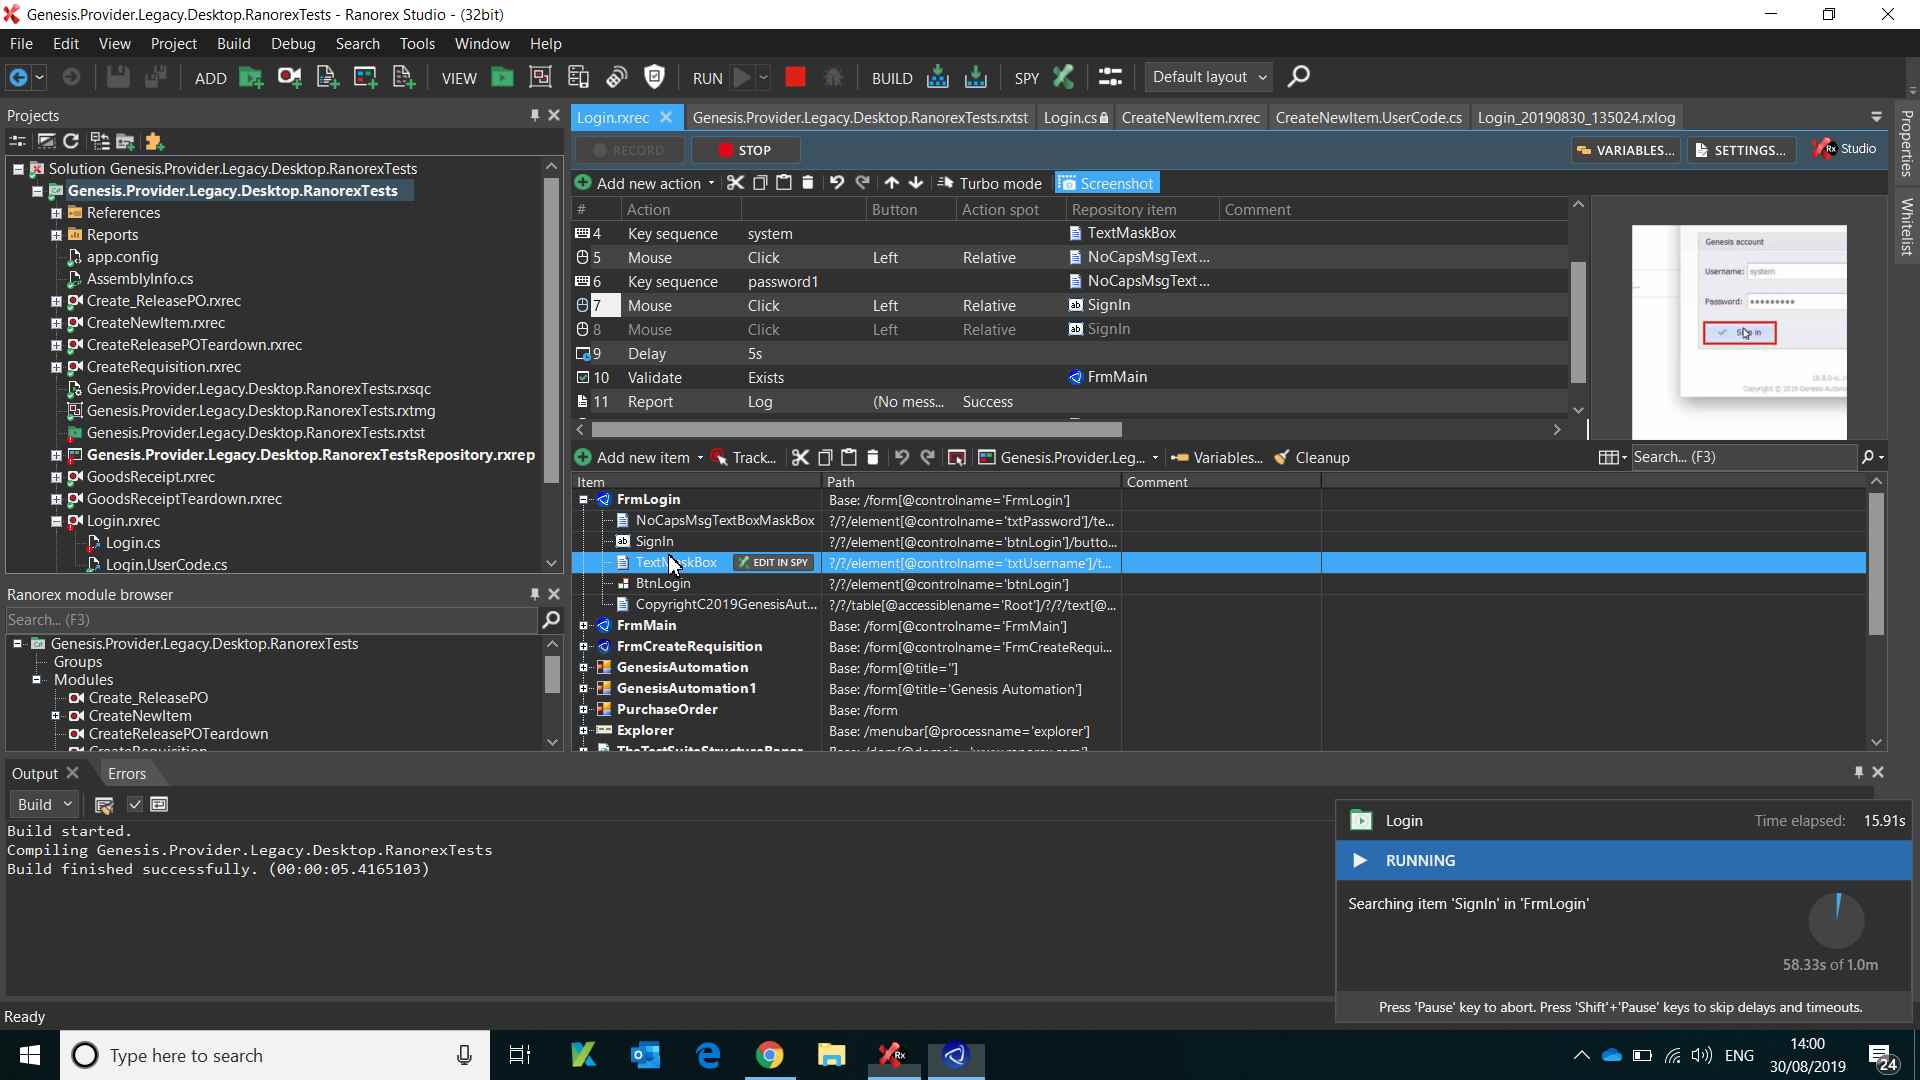 Genesis.Provider.Legacy.Desktop.RanorexTests - Ranorex Studio - (32bit)
File Edit View Project Build Debug Search Tools Window Help
ADD VIEW RUN BUILD SPY Default layout
Projects
Solution Genesis.Provider.Legacy.Desktop.RanorexTests
Genesis.Provider.Legacy.Desktop.RanorexTests
References
Reports
app.config
AssemblyInfo.cs
Create_ReleasePO.rxrec
CreateNewItem.rxrec
CreateReleasePOTeardown.rxrec
CreateRequisition.rxrec
Genesis.Provider.Legacy.Desktop.RanorexTests.rxsqc
Genesis.Provider.Legacy.Desktop.RanorexTests.rxtmg
Genesis.Provider.Legacy.Desktop.RanorexTests.rxtst
Genesis.Provider.Legacy.Desktop.RanorexTestsRepository.rxrep
GoodsReceipt.rxrec
GoodsReceiptTeardown.rxrec
Login.rxrec
Login.cs
Login.UserCode.cs
Ranorex module browser
Search... (F3)
Genesis.Provider.Legacy.Desktop.RanorexTests
Groups
Modules
Create_ReleasePO
CreateNewItem
CreateReleasePOTeardown
CreateRequisition
Login.rxrec Genesis.Provider.Legacy.Desktop.RanorexTests.rxtst Login.cs CreateNewItem.rxrec CreateNewItem.UserCode.cs Login_20190830_135024.rxlog
RECORD STOP VARIABLES... SETTINGS... Rx Studio
Add new action Turbo mode Screenshot
# Action Button Action spot Repository item Comment
4 Key sequence system TextMaskBox
5 Mouse Click Left Relative NoCapsMsgText...
6 Key sequence password1 NoCapsMsgText...
7 Mouse Click Left Relative SignIn
8 Mouse Click Left Relative SignIn
9 Delay 5s
10 Validate Exists FrmMain
11 Report Log (No mess... Success
Genesis account
Username: system
Password: •••••••••
Properties
Whitelist
Add new item Track... Genesis.Provider.Leg... Variables... Cleanup Search... (F3)
Item Path Comment
FrmLogin Base: /form[@controlname='FrmLogin']
NoCapsMsgTextBoxMaskBox ?/?/element[@controlname='txtPassword']/te...
SignIn ?/?/element[@controlname='btnLogin']/butto...
EDIT IN SPY ?/?/element[@controlname='txtUsername']/t...
BtnLogin ?/?/element[@controlname='btnLogin']
CopyrightC2019GenesisAut... ?/?/table[@accessiblename='Root']/?/?/text[@...
FrmMain Base: /form[@controlname='FrmMain']
FrmCreateRequisition Base: /form[@controlname='FrmCreateRequi...
GenesisAutomation Base: /form[@title='']
GenesisAutomation1 Base: /form[@title='Genesis Automation']
PurchaseOrder Base: /form
Explorer Base: /menubar[@processname='explorer']
Output Errors
Build
Build started.
Compiling Genesis.Provider.Legacy.Desktop.RanorexTests
Build finished successfully. (00:00:05.4165103)
Login Time elapsed: 15.91s
RUNNING
Searching item 'SignIn' in 'FrmLogin'
58.33s of 1.0m
Press 'Pause' key to abort. Press 'Shift'+'Pause' keys to skip delays and timeouts.
Ready
Type here to search
ENG
14:00
30/08/2019
24